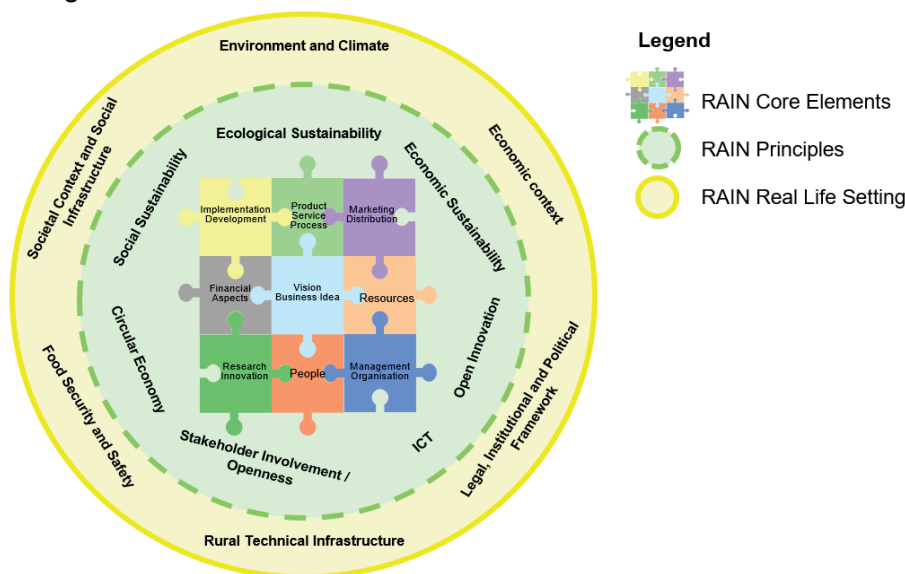 Environment and Climate
Societal Context and Social
Infrastructure
Economic context
Ecological Sustainability
Social Sustainability
Economic Sustainability
Implementation
Development
Product
Service
Process
Marketing
Distribution
Financial
Aspects
Vision
Business Idea
Resources
Research
Innovation
People
Management
Organisation
Circular Economy
Open Innovation
Food Security and Safety
Legal, Institutional and Political
Framework
Stakeholder Involvement /
Openness
ICT
Rural Technical Infrastructure
Legend
RAIN Core Elements
RAIN Principles
RAIN Real Life Setting